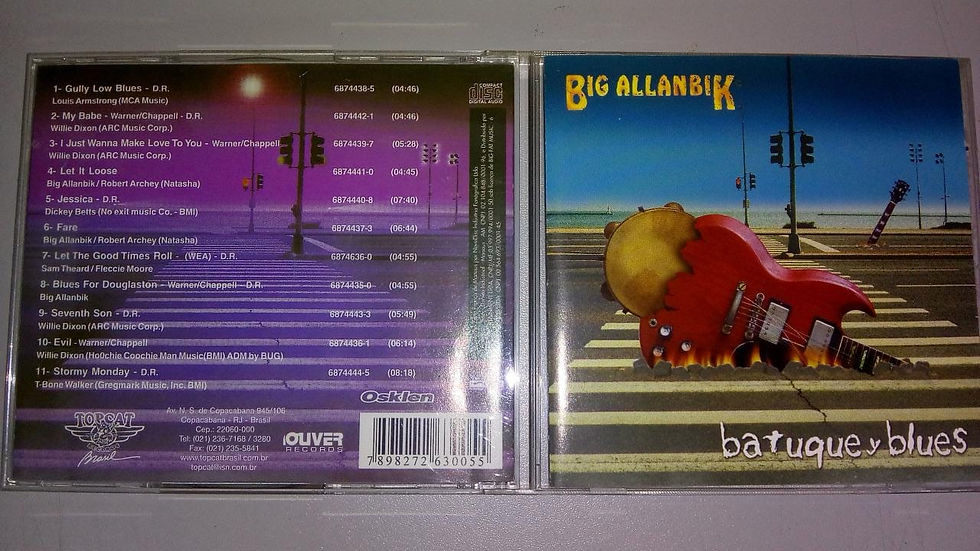 1- Gully Low Blues - D.R. 6874438-5 (04:46)
Louis Armstrong (MCA Music)
2- My Babe - Warner/Chappell - D.R. 6874442-1 (04:46)
Willie Dixon (ARC Music Corp.)
3- I Just Wanna Make Love To You - Warner/Chappell 6874439-7 (05:28)
Willie Dixon (ARC Music Corp.)
4- Let It Loose 6874441-0 (04:45)
Big Allanbik / Robert Archey (Natasha)
5- Jessica - D.R. 6874440-8 (07:40)
Dickey Betts (No exit music Co. - BMI)
6- Fare 6874437-3 (06:44)
Big Allanbik / Robert Archey (Natasha)
7- Let The Good Times Roll - (WEA) - D.R. 6874636-0 (04:55)
Sam Theard / Fleccie Moore
8- Blues For Douglaston - Warner/Chappell - D.R. 6874435-0 (04:55)
Big Allanbik
9- Seventh Son - D.R. 6874443-3 (05:49)
Willie Dixon (ARC Music Corp.)
10- Evil - Warner/Chappell 6874436-1 (06:14)
Willie Dixon (Ho0chie Coochie Man Music(BMI) ADM by BUG)
11- Stormy Monday - D.R. 6874444-5 (08:18)
T-Bone Walker (Gregmark Music, Inc. BMI)
Osklen
TOPCAT
Brasil
Av. N. S. de Copacabana 945/106
Copacabana - RJ - Brasil
Cep.: 22060-000
Tel: (021) 236-7168 / 3280
Fax: (021) 235-5841
www.topcatbrasil.com.br
topcat@isn.com.br
OUVER
RECORDS
7 898272 630055
COMPACT
disc
DIGITAL AUDIO
BIG ALLANBIK
batuque y blues